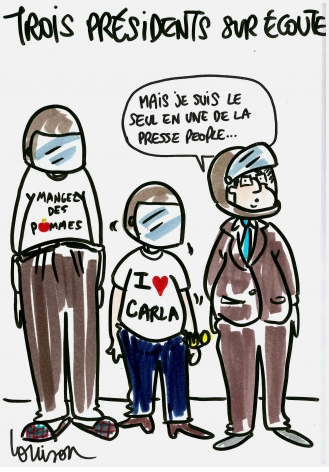 TROIS PRÉSIDENTS SUR ÉCOUTE
MAIS JE SUIS LE
SEUL EN UNE DE LA
PRESSE PEOPLE...
MANGEZ
DES
POMMES
I ♥
CARLA
Louison